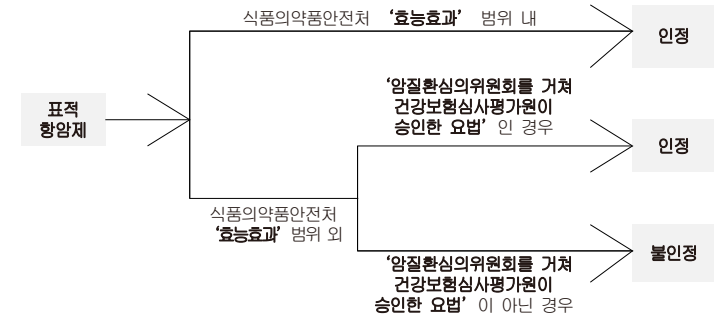 식품의약품안전처 ‘효능효과’ 범위 내
인정
‘암질환심의위원회를 거쳐
건강보험심사평가원이
승인한 요법’ 인 경우
표적
항암제
인정
식품의약품안전처
‘효능효과’ 범위 외
불인정
‘암질환심의위원회를 거쳐
건강보험심사평가원이
승인한 요법’ 이 아닌 경우